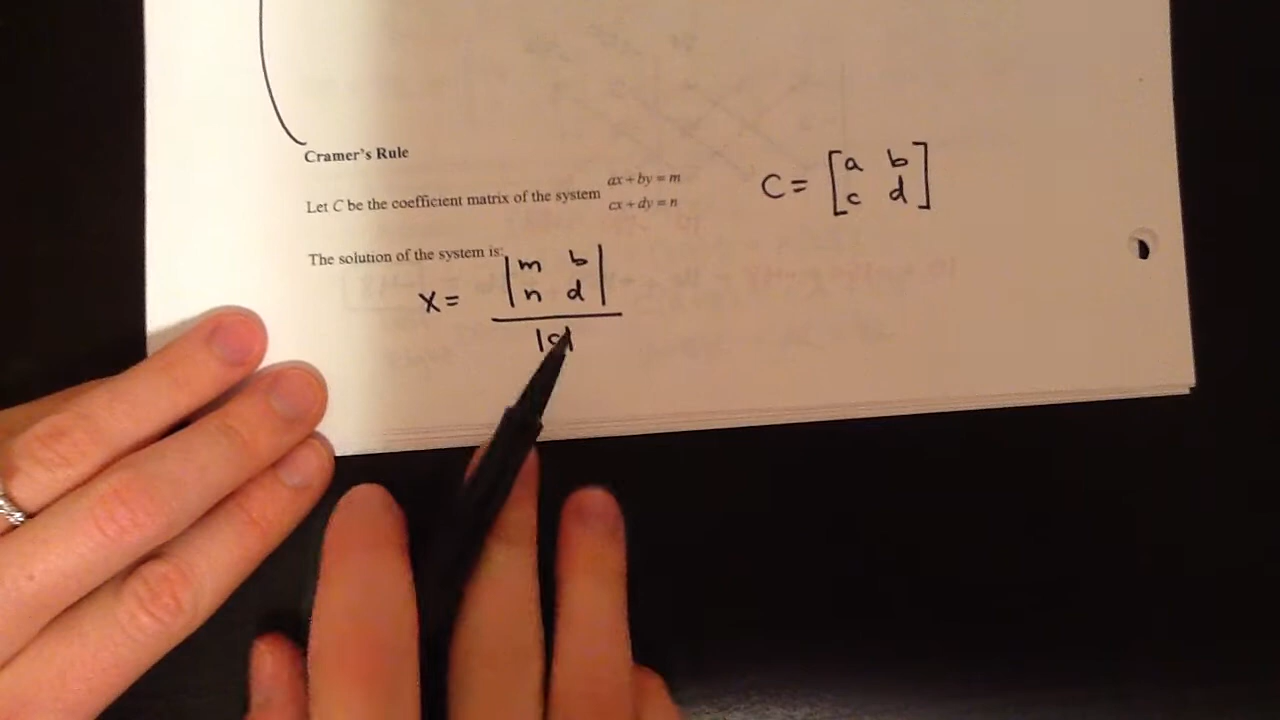 Cramer's Rule
Let C be the coefficient matrix of the system ax + by = m
cx + dy = n
C = [a b
c d]
The solution of the system is:
x = |m b
n d|
|C|